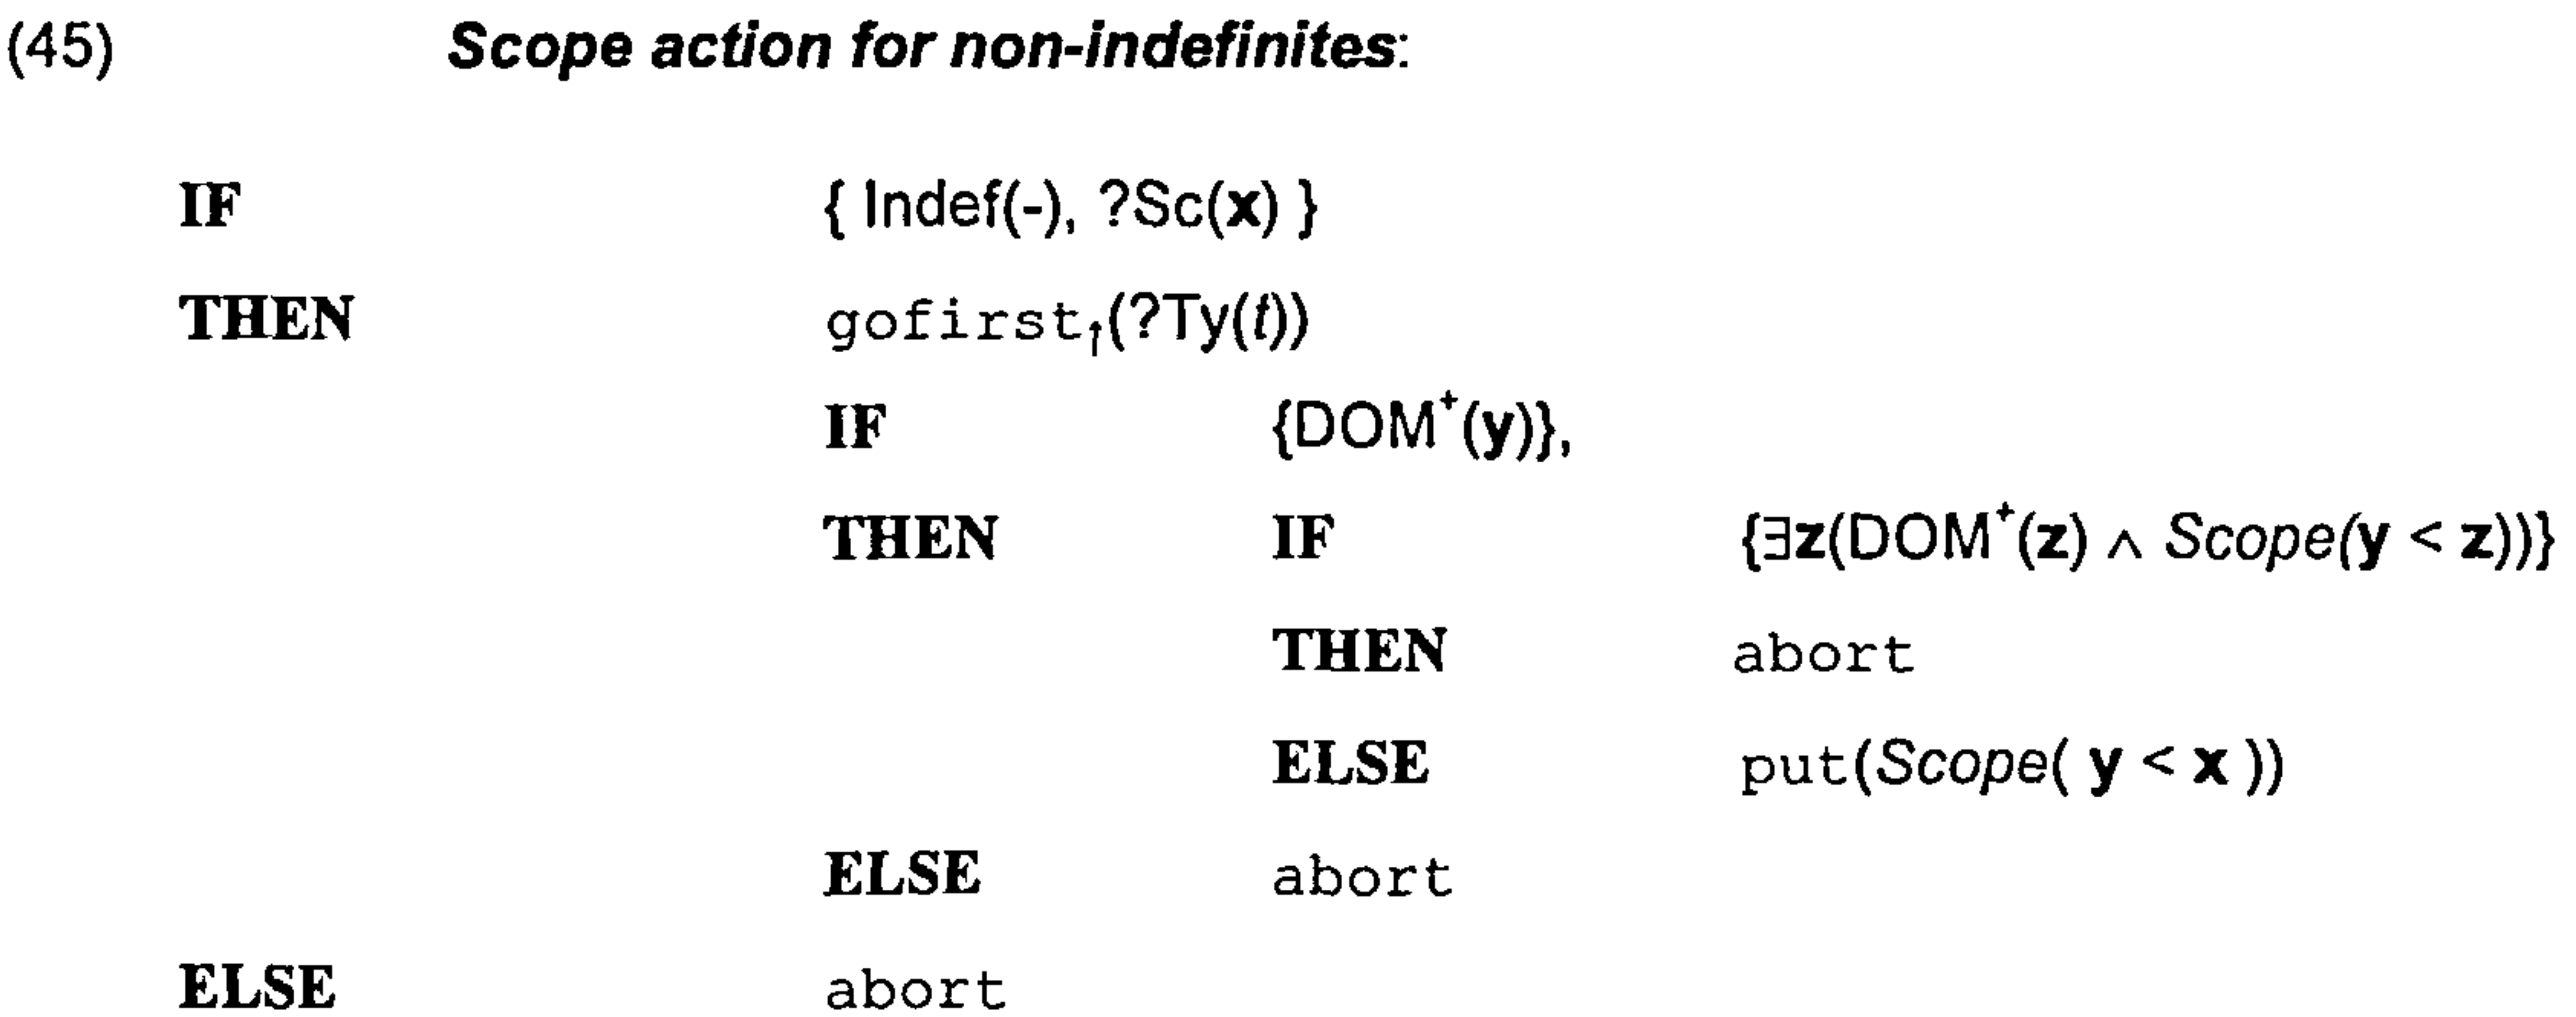 (45) Scope action for non-indefinites:
IF { Indef(-), ?Sc(x) }
THEN gofirst↑(?Ty(t))
IF {DOM⁺(y)},
THEN IF {∃z(DOM⁺(z) ∧ Scope(y < z))}
THEN abort
ELSE put(Scope( y < x ))
ELSE abort
ELSE abort